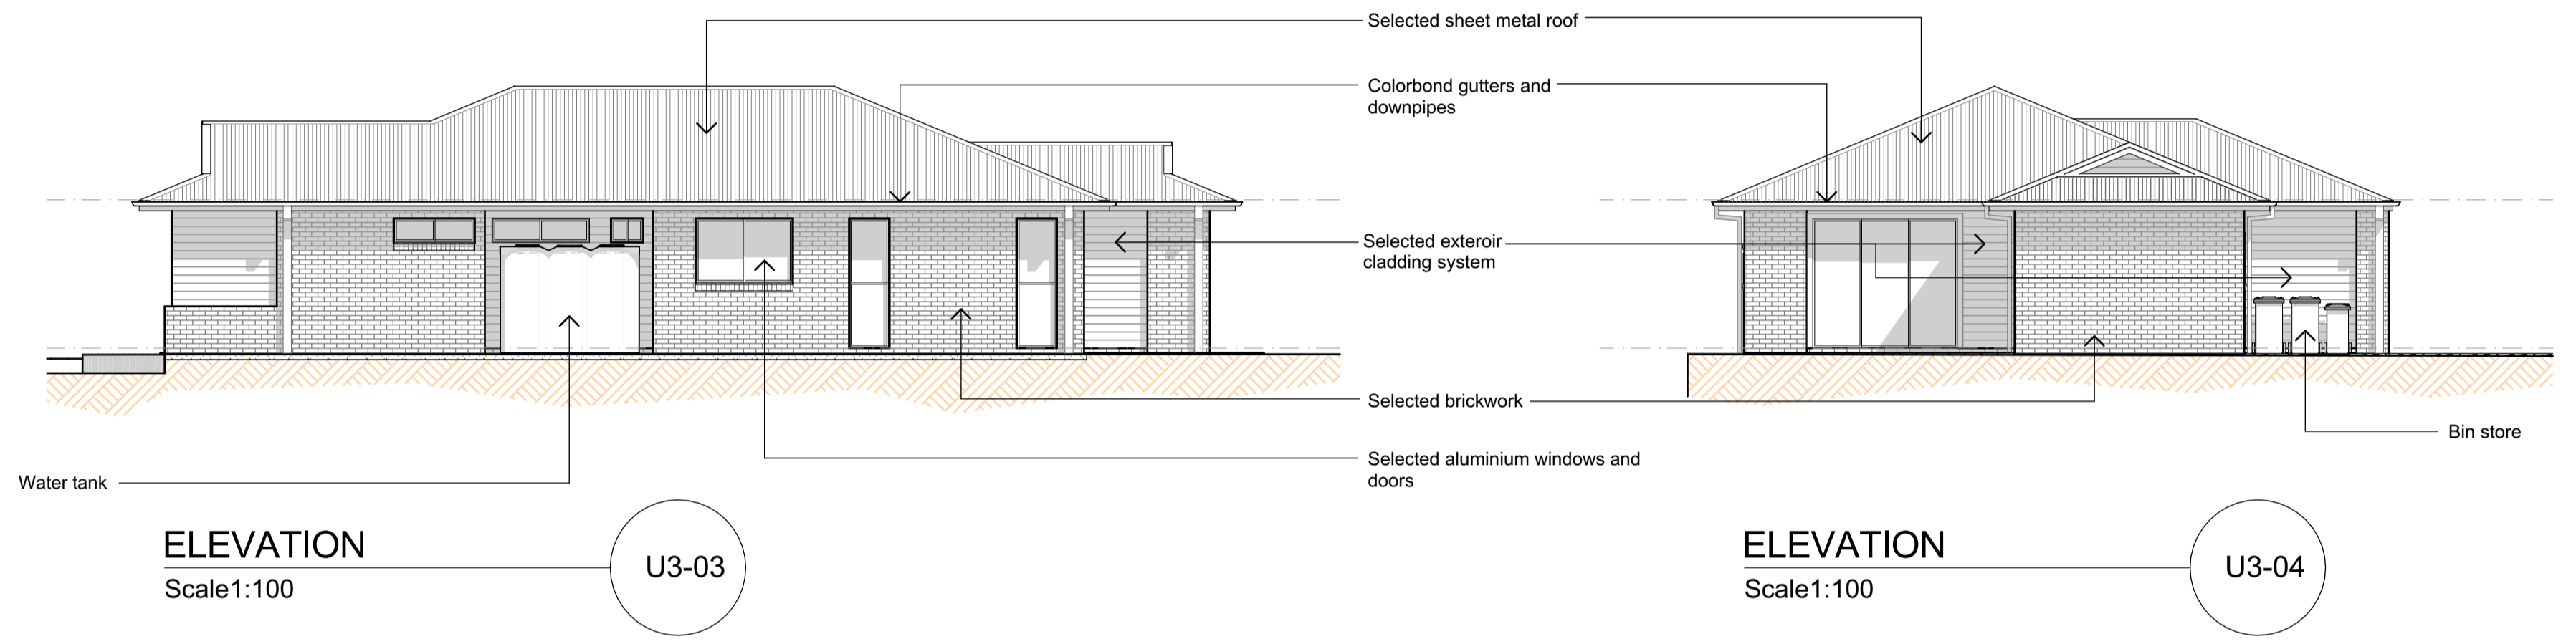 Selected sheet metal roof
Colorbond gutters and
downpipes
Selected exteroir
cladding system
Selected brickwork
Bin store
Selected aluminium windows and
doors
Water tank
ELEVATION
Scale1:100
U3-03
ELEVATION
Scale1:100
U3-04